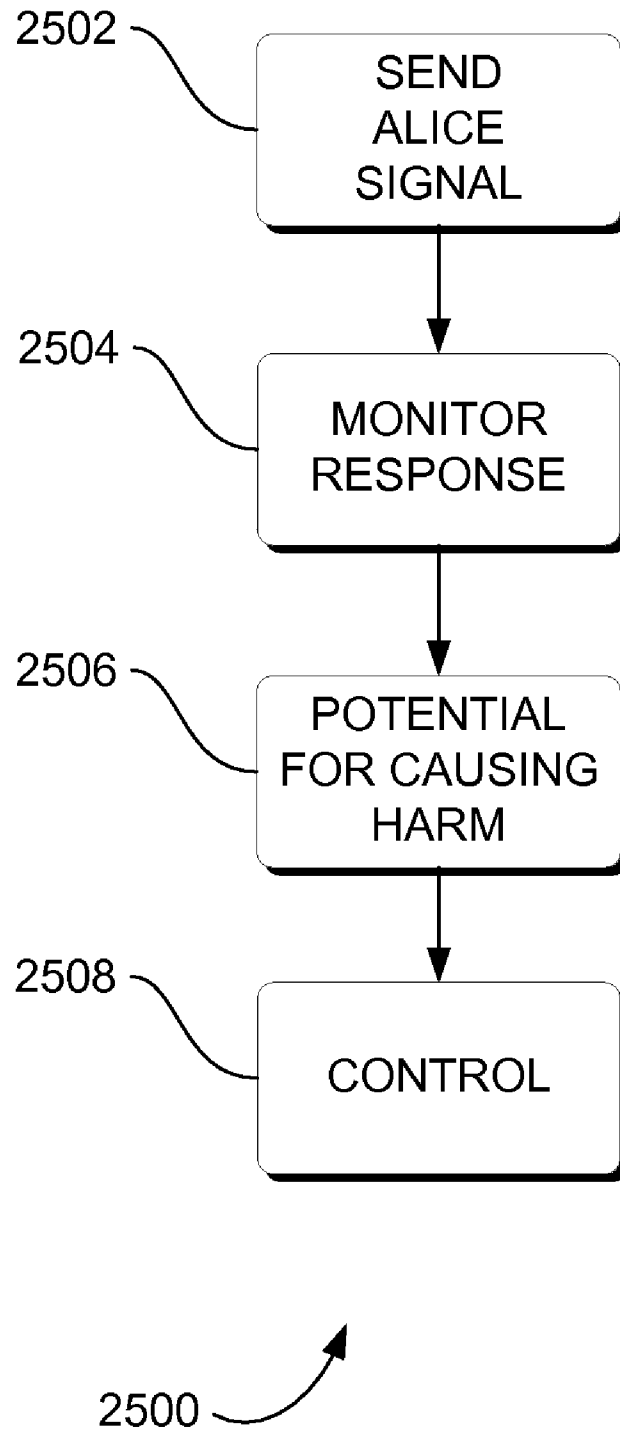 2502
SEND
ALICE
SIGNAL
2504
MONITOR
RESPONSE
2506
POTENTIAL
FOR CAUSING
HARM
2508
CONTROL
2500